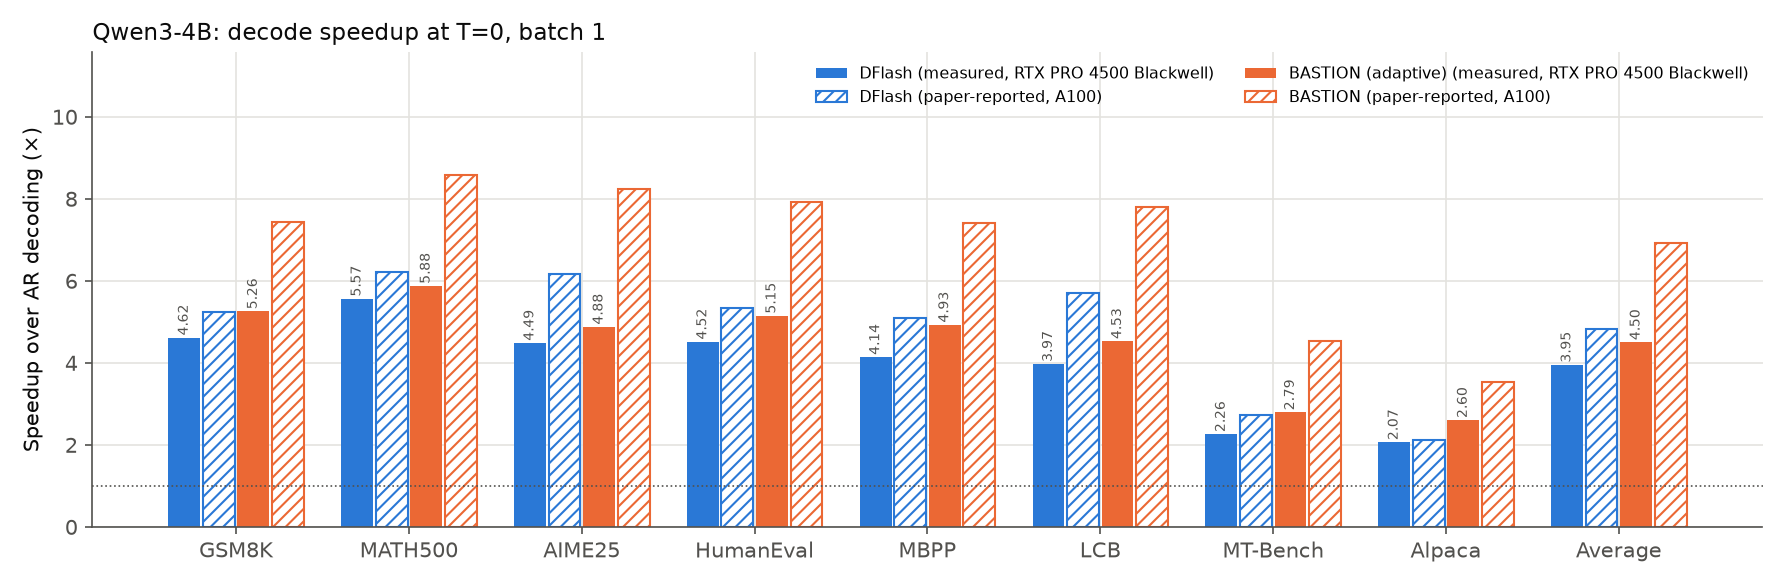 Qwen3-4B: decode speedup at T=0, batch 1
DFlash (measured, RTX PRO 4500 Blackwell)
DFlash (paper-reported, A100)
BASTION (adaptive) (measured, RTX PRO 4500 Blackwell)
BASTION (paper-reported, A100)
Speedup over AR decoding (×)
10
8
6
4
2
0
4.62
5.26
5.57
5.88
4.49
4.88
4.52
5.15
4.14
4.93
3.97
4.53
2.26
2.79
2.07
2.60
3.95
4.50
GSM8K
MATH500
AIME25
HumanEval
MBPP
LCB
MT-Bench
Alpaca
Average